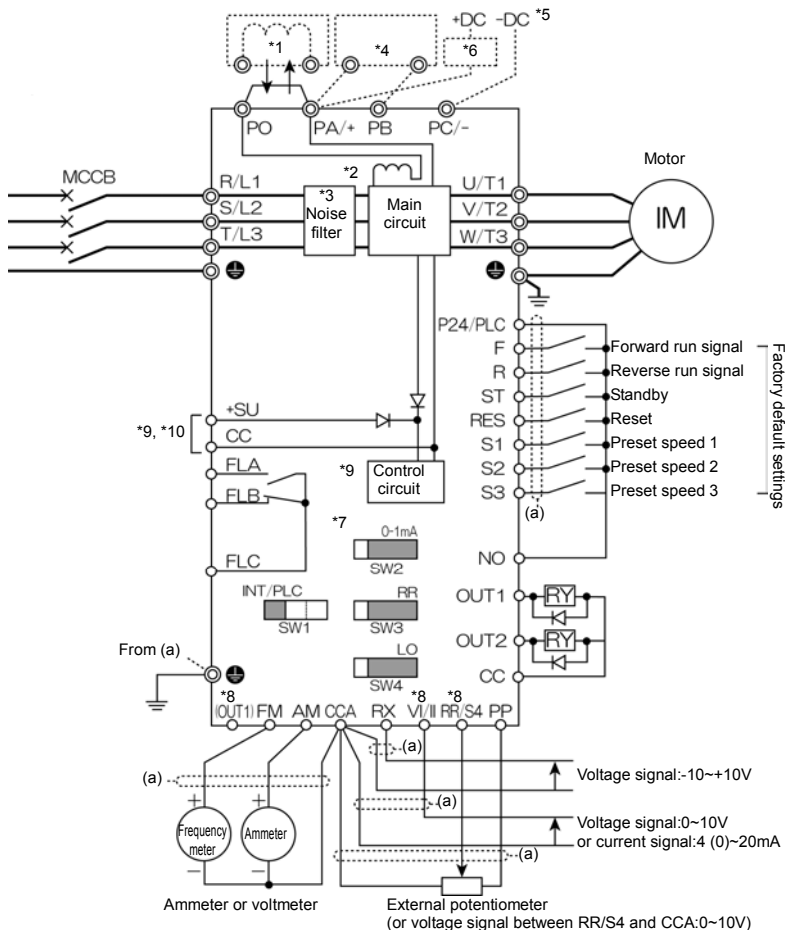 +DC -DC *5
*1 *4 *6
PO PA/+ PB PC/-
MCCB
R/L1
S/L2
T/L3
*2
*3
Noise
filter
Main
circuit
U/T1
V/T2
W/T3
Motor
IM
P24/PLC
F Forward run signal
R Reverse run signal
ST Standby
RES Reset
S1 Preset speed 1
S2 Preset speed 2
S3 Preset speed 3
(a)
Factory default settings
+SU
*9, *10
CC
*9 Control
circuit
FLA
FLB
FLC
*7
0-1mA
SW2
NO
INT/PLC
SW1
RR
SW3
LO
SW4
OUT1 RY
OUT2 RY
CC
From (a)
*8 *8 *8
(OUT1) FM AM CCA RX VI/II RR/S4 PP
(a)
Voltage signal:-10~+10V
(a)
(a)
Voltage signal:0~10V
or current signal:4 (0)~20mA
(a)
+ +
Frequency
meter
Ammeter
− −
Ammeter or voltmeter
External potentiometer
(or voltage signal between RR/S4 and CCA:0~10V)